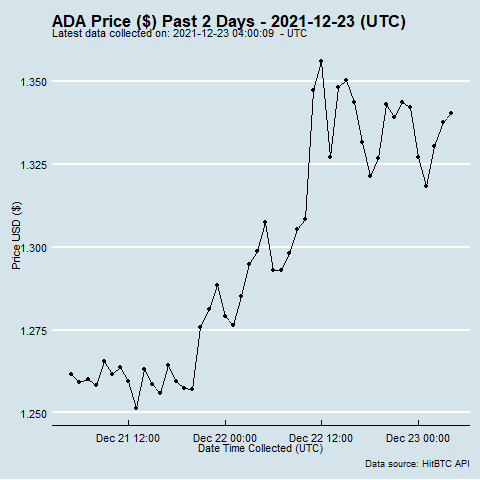 ADA Price ($) Past 2 Days - 2021-12-23 (UTC)
Latest data collected on: 2021-12-23 04:00:09 - UTC
1.350
1.325
1.300
1.275
1.250
Price USD ($)
Dec 21 12:00 Dec 22 00:00 Dec 22 12:00 Dec 23 00:00
Date Time Collected (UTC)
Data source: HitBTC API